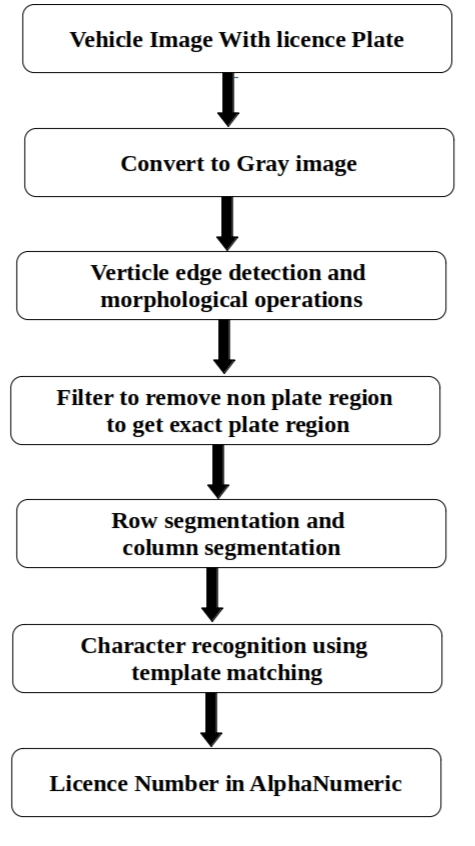 Vehicle Image With licence Plate
Convert to Gray image
Verticle edge detection and
morphological operations
Filter to remove non plate region
to get exact plate region
Row segmentation and
column segmentation
Character recognition using
template matching
Licence Number in AlphaNumeric